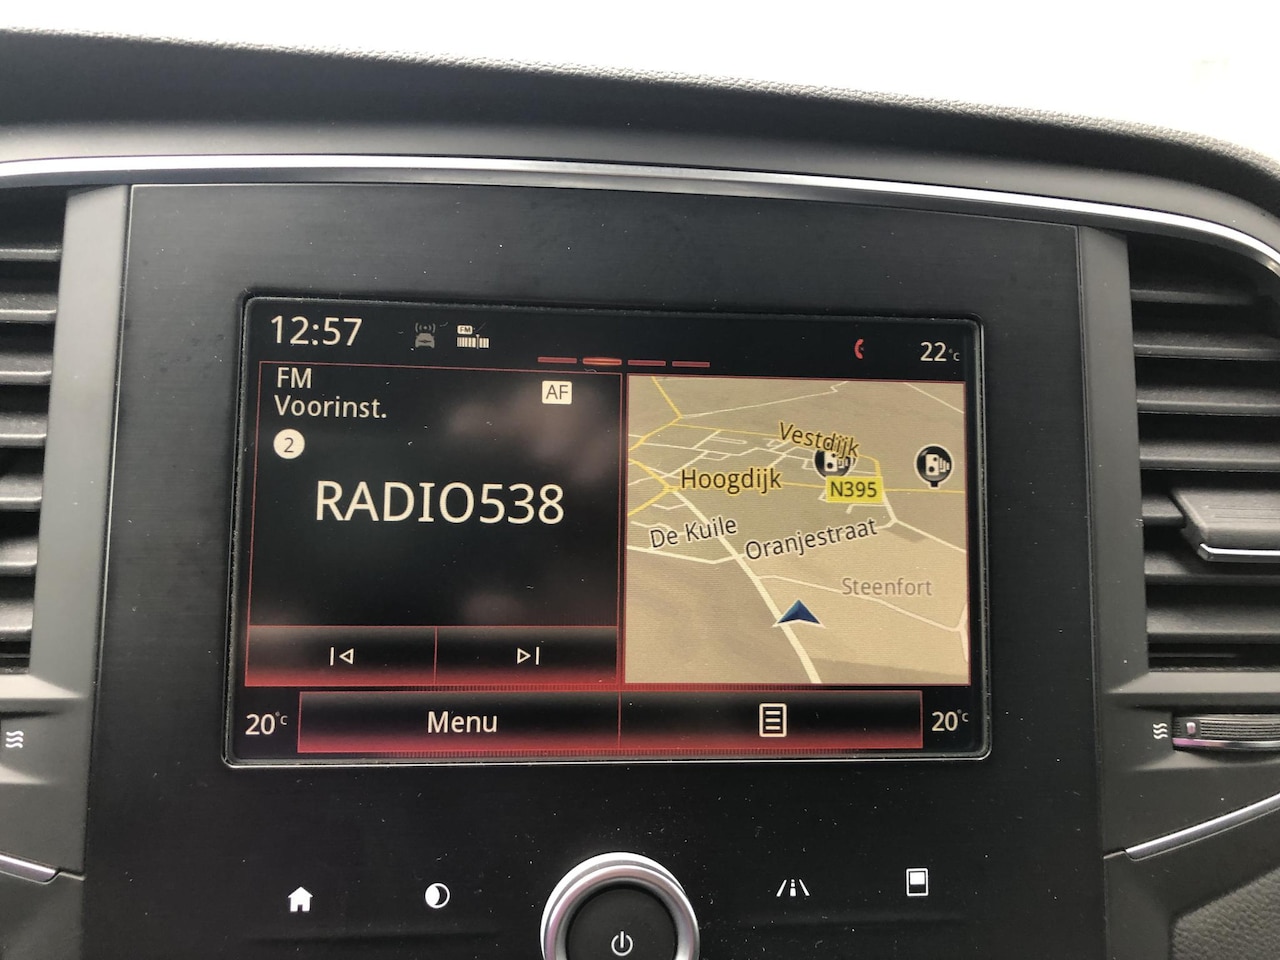 12:57
FM
22°c
FM
AF
Voorinst.
2
RADIO538
Vestdijk
Hoogdijk
N395
De Kuile
Oranjestraat
Steenfort
20°c
Menu
20°c